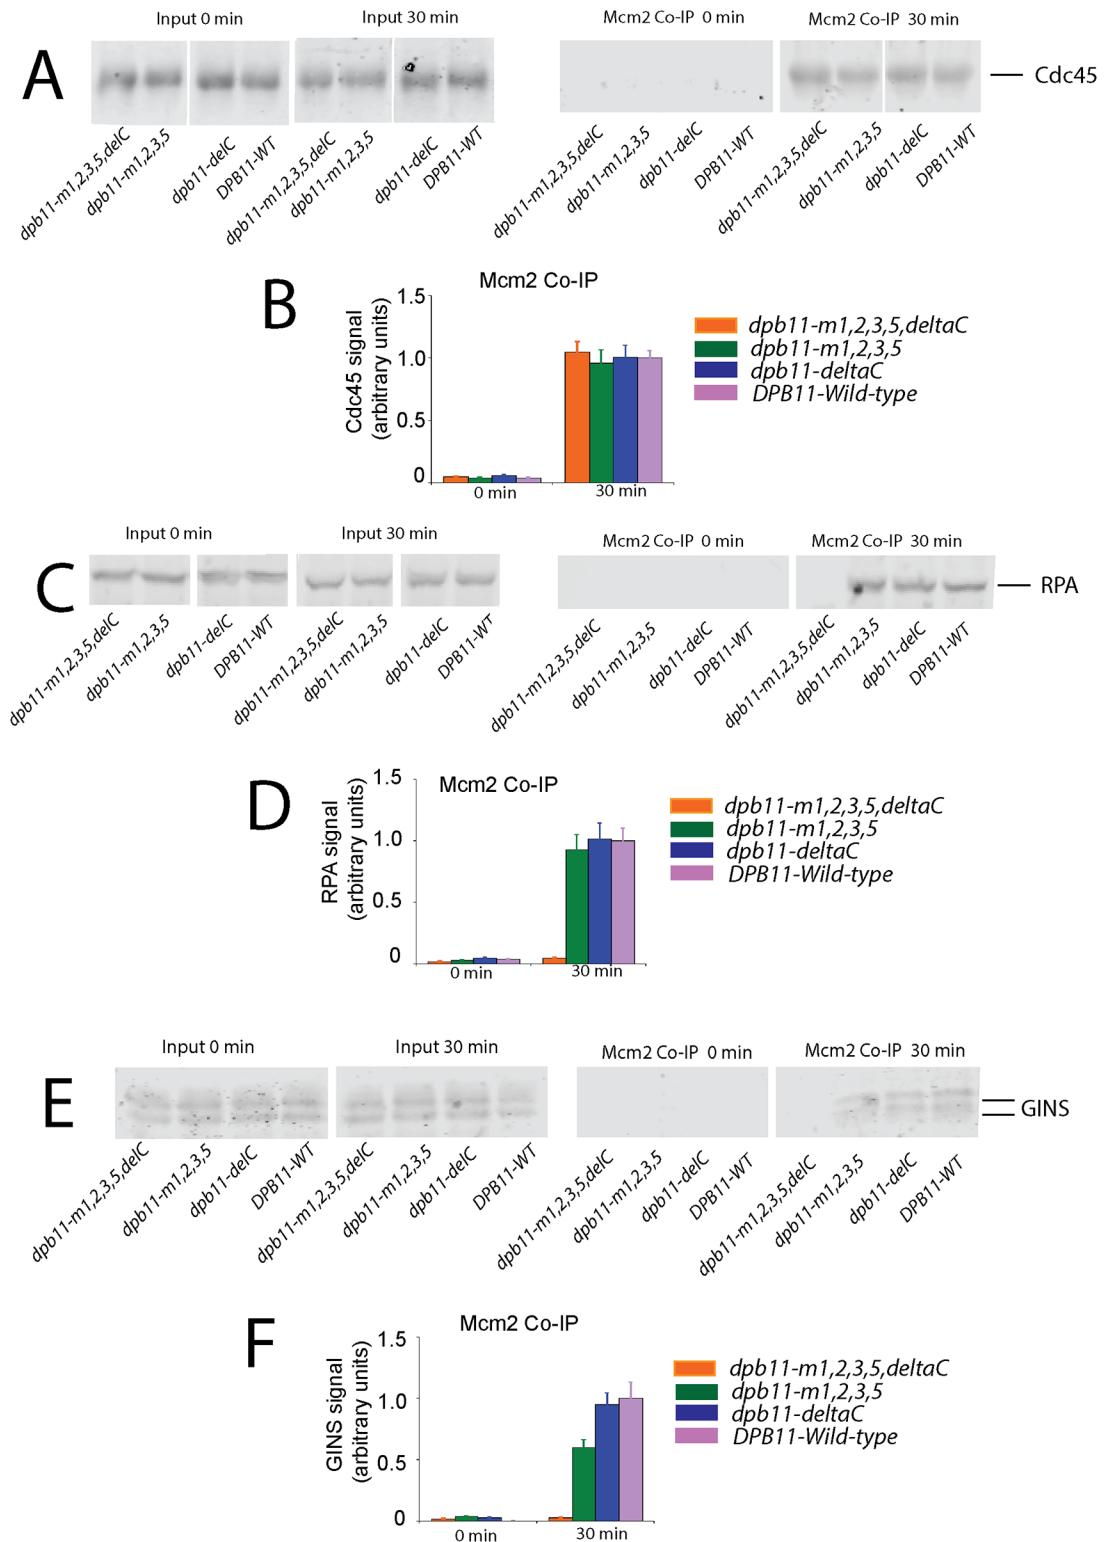 Input 0 min
Input 30 min
Mcm2 Co-IP 0 min
Mcm2 Co-IP 30 min
A
Cdc45
dpb11-m1,2,3,5,delC
dpb11-m1,2,3,5
dpb11-delC
DPB11-WT
dpb11-m1,2,3,5,delC
dpb11-m1,2,3,5
dpb11-delC
DPB11-WT
dpb11-m1,2,3,5,delC
dpb11-m1,2,3,5
dpb11-delC
DPB11-WT
dpb11-m1,2,3,5,delC
dpb11-m1,2,3,5
dpb11-delC
DPB11-WT
B
Mcm2 Co-IP
Cdc45 signal
(arbitrary units)
1.5
1.0
0.5
0
0 min
30 min
dpb11-m1,2,3,5,deltaC
dpb11-m1,2,3,5
dpb11-deltaC
DPB11-Wild-type
Input 0 min
Input 30 min
Mcm2 Co-IP 0 min
Mcm2 Co-IP 30 min
C
RPA
dpb11-m1,2,3,5,delC
dpb11-m1,2,3,5
dpb11-delC
DPB11-WT
dpb11-m1,2,3,5,delC
dpb11-m1,2,3,5
dpb11-delC
DPB11-WT
dpb11-m1,2,3,5,delC
dpb11-m1,2,3,5
dpb11-delC
DPB11-WT
dpb11-m1,2,3,5,delC
dpb11-m1,2,3,5
dpb11-delC
DPB11-WT
D
Mcm2 Co-IP
RPA signal
(arbitrary units)
1.5
1.0
0.5
0
0 min
30 min
dpb11-m1,2,3,5,deltaC
dpb11-m1,2,3,5
dpb11-deltaC
DPB11-Wild-type
Input 0 min
Input 30 min
Mcm2 Co-IP 0 min
Mcm2 Co-IP 30 min
E
GINS
dpb11-m1,2,3,5,delC
dpb11-m1,2,3,5
dpb11-delC
DPB11-WT
dpb11-m1,2,3,5,delC
dpb11-m1,2,3,5
dpb11-delC
DPB11-WT
dpb11-m1,2,3,5,delC
dpb11-m1,2,3,5
dpb11-delC
DPB11-WT
dpb11-m1,2,3,5,delC
dpb11-m1,2,3,5
dpb11-delC
DPB11-WT
F
Mcm2 Co-IP
GINS signal
(arbitrary units)
1.5
1.0
0.5
0
0 min
30 min
dpb11-m1,2,3,5,deltaC
dpb11-m1,2,3,5
dpb11-deltaC
DPB11-Wild-type